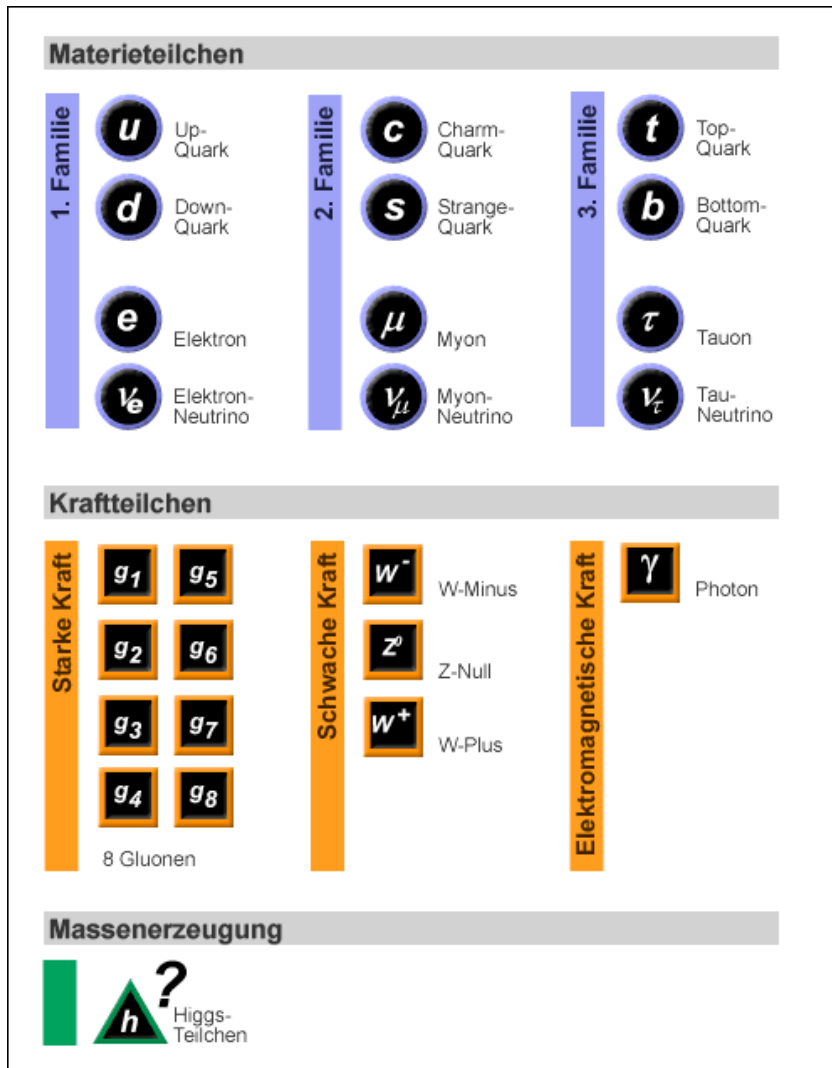 Materieteilchen
1. Familie
u
Up-
Quark
d
Down-
Quark
e
Elektron
νe
Elektron-
Neutrino
2. Familie
c
Charm-
Quark
s
Strange-
Quark
μ
Myon
νμ
Myon-
Neutrino
3. Familie
t
Top-
Quark
b
Bottom-
Quark
τ
Tauon
ντ
Tau-
Neutrino
Kraftteilchen
Starke Kraft
g1 g5
g2 g6
g3 g7
g4 g8
8 Gluonen
Schwache Kraft
W-
W-Minus
Z0
Z-Null
W+
W-Plus
Elektromagnetische Kraft
γ
Photon
Massenerzeugung
h
?
Higgs-
Teilchen